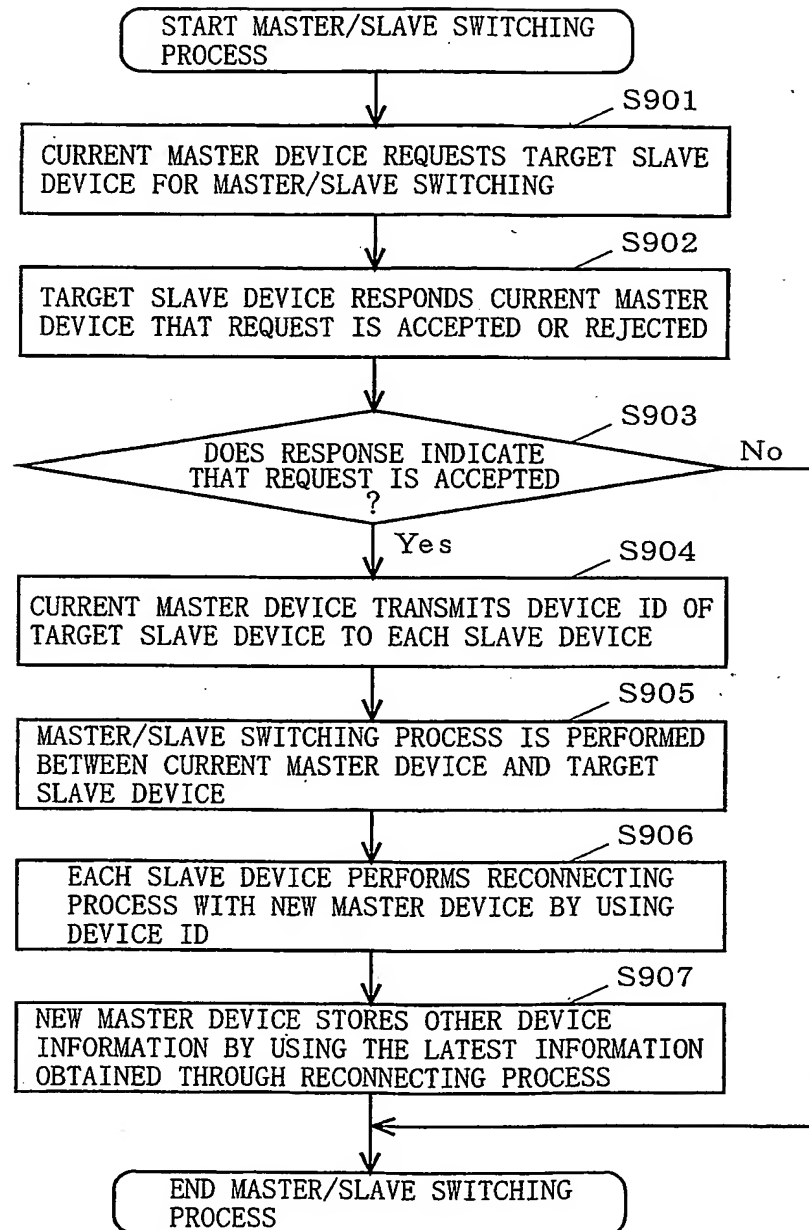 START MASTER/SLAVE SWITCHING
PROCESS
S901
CURRENT MASTER DEVICE REQUESTS TARGET SLAVE
DEVICE FOR MASTER/SLAVE SWITCHING
S902
TARGET SLAVE DEVICE RESPONDS CURRENT MASTER
DEVICE THAT REQUEST IS ACCEPTED OR REJECTED
S903
DOES RESPONSE INDICATE
THAT REQUEST IS ACCEPTED
?
No
Yes
S904
CURRENT MASTER DEVICE TRANSMITS DEVICE ID OF
TARGET SLAVE DEVICE TO EACH SLAVE DEVICE
S905
MASTER/SLAVE SWITCHING PROCESS IS PERFORMED
BETWEEN CURRENT MASTER DEVICE AND TARGET
SLAVE DEVICE
S906
EACH SLAVE DEVICE PERFORMS RECONNECTING
PROCESS WITH NEW MASTER DEVICE BY USING
DEVICE ID
S907
NEW MASTER DEVICE STORES OTHER DEVICE
INFORMATION BY USING THE LATEST INFORMATION
OBTAINED THROUGH RECONNECTING PROCESS
END MASTER/SLAVE SWITCHING
PROCESS